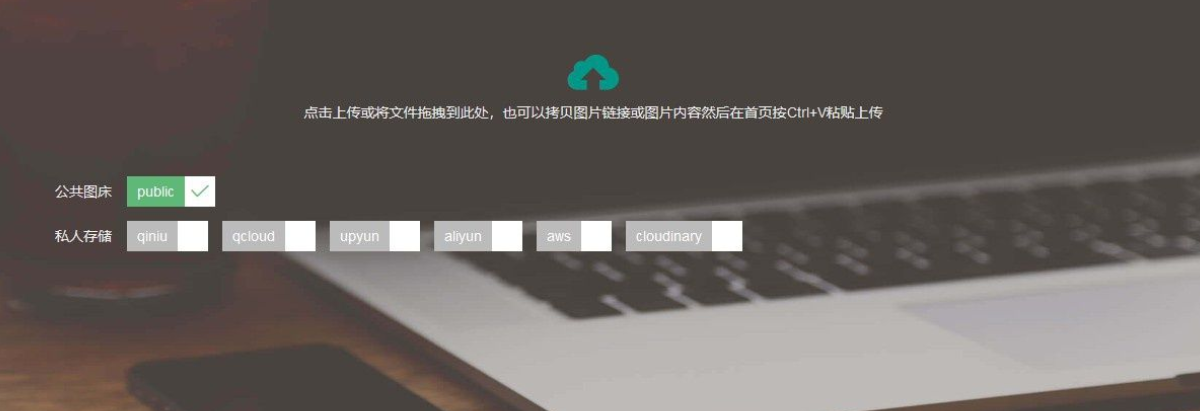 点击上传或将文件拖拽到此处，也可以拷贝图片链接或图片内容然后在首页按Ctrl+V粘贴上传
公共图床 public
私人存储 qiniu qcloud upyun aliyun aws cloudinary